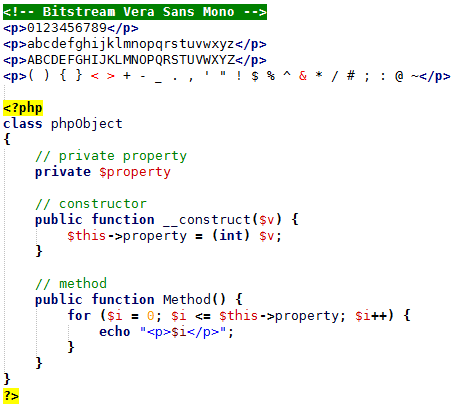 <!-- Bitstream Vera Sans Mono -->
<p>0123456789</p>
<p>abcdefghijklmnopqrstuvwxyz</p>
<p>ABCDEFGHIJKLMNOPQRSTUVWXYZ</p>
<p>( ) { } < > + - _ . , ' " ! $ % ^ & * / # ; : @ ~</p>
<?php
class phpObject
{
    // private property
    private $property
    // constructor
    public function __construct($v) {
        $this->property = (int) $v;
    }
    // method
    public function Method() {
        for ($i = 0; $i <= $this->property; $i++) {
            echo "<p>$i</p>";
        }
    }
}
?>